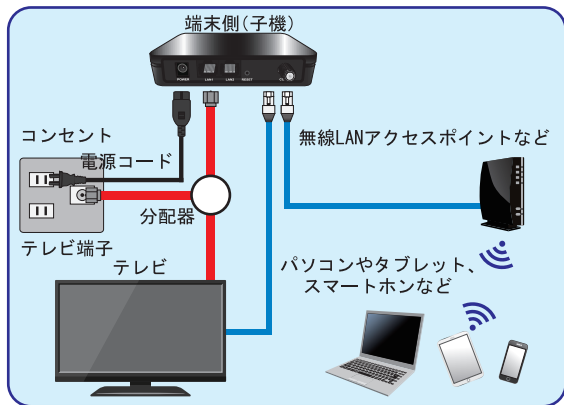 端末側(子機)
POWER
LAN1
LAN2
RESET
コンセント
電源コード
無線LANアクセスポイントなど
分配器
テレビ端子
テレビ
パソコンやタブレット、
スマートホンなど